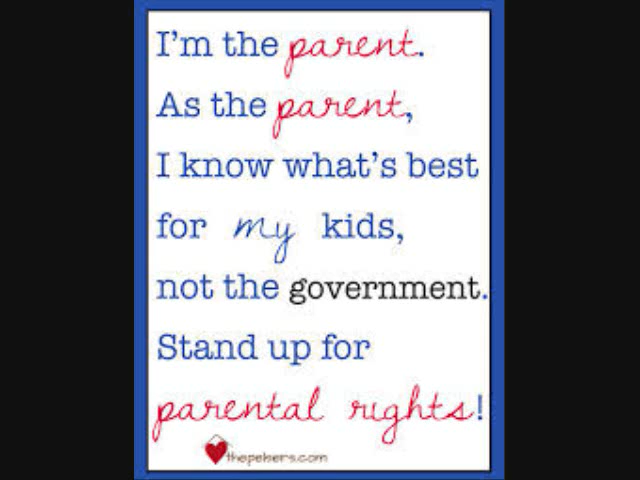 I'm the parent.
As the parent,
I know what's best
for my kids,
not the government.
Stand up for
parental rights!
thepelsers.com